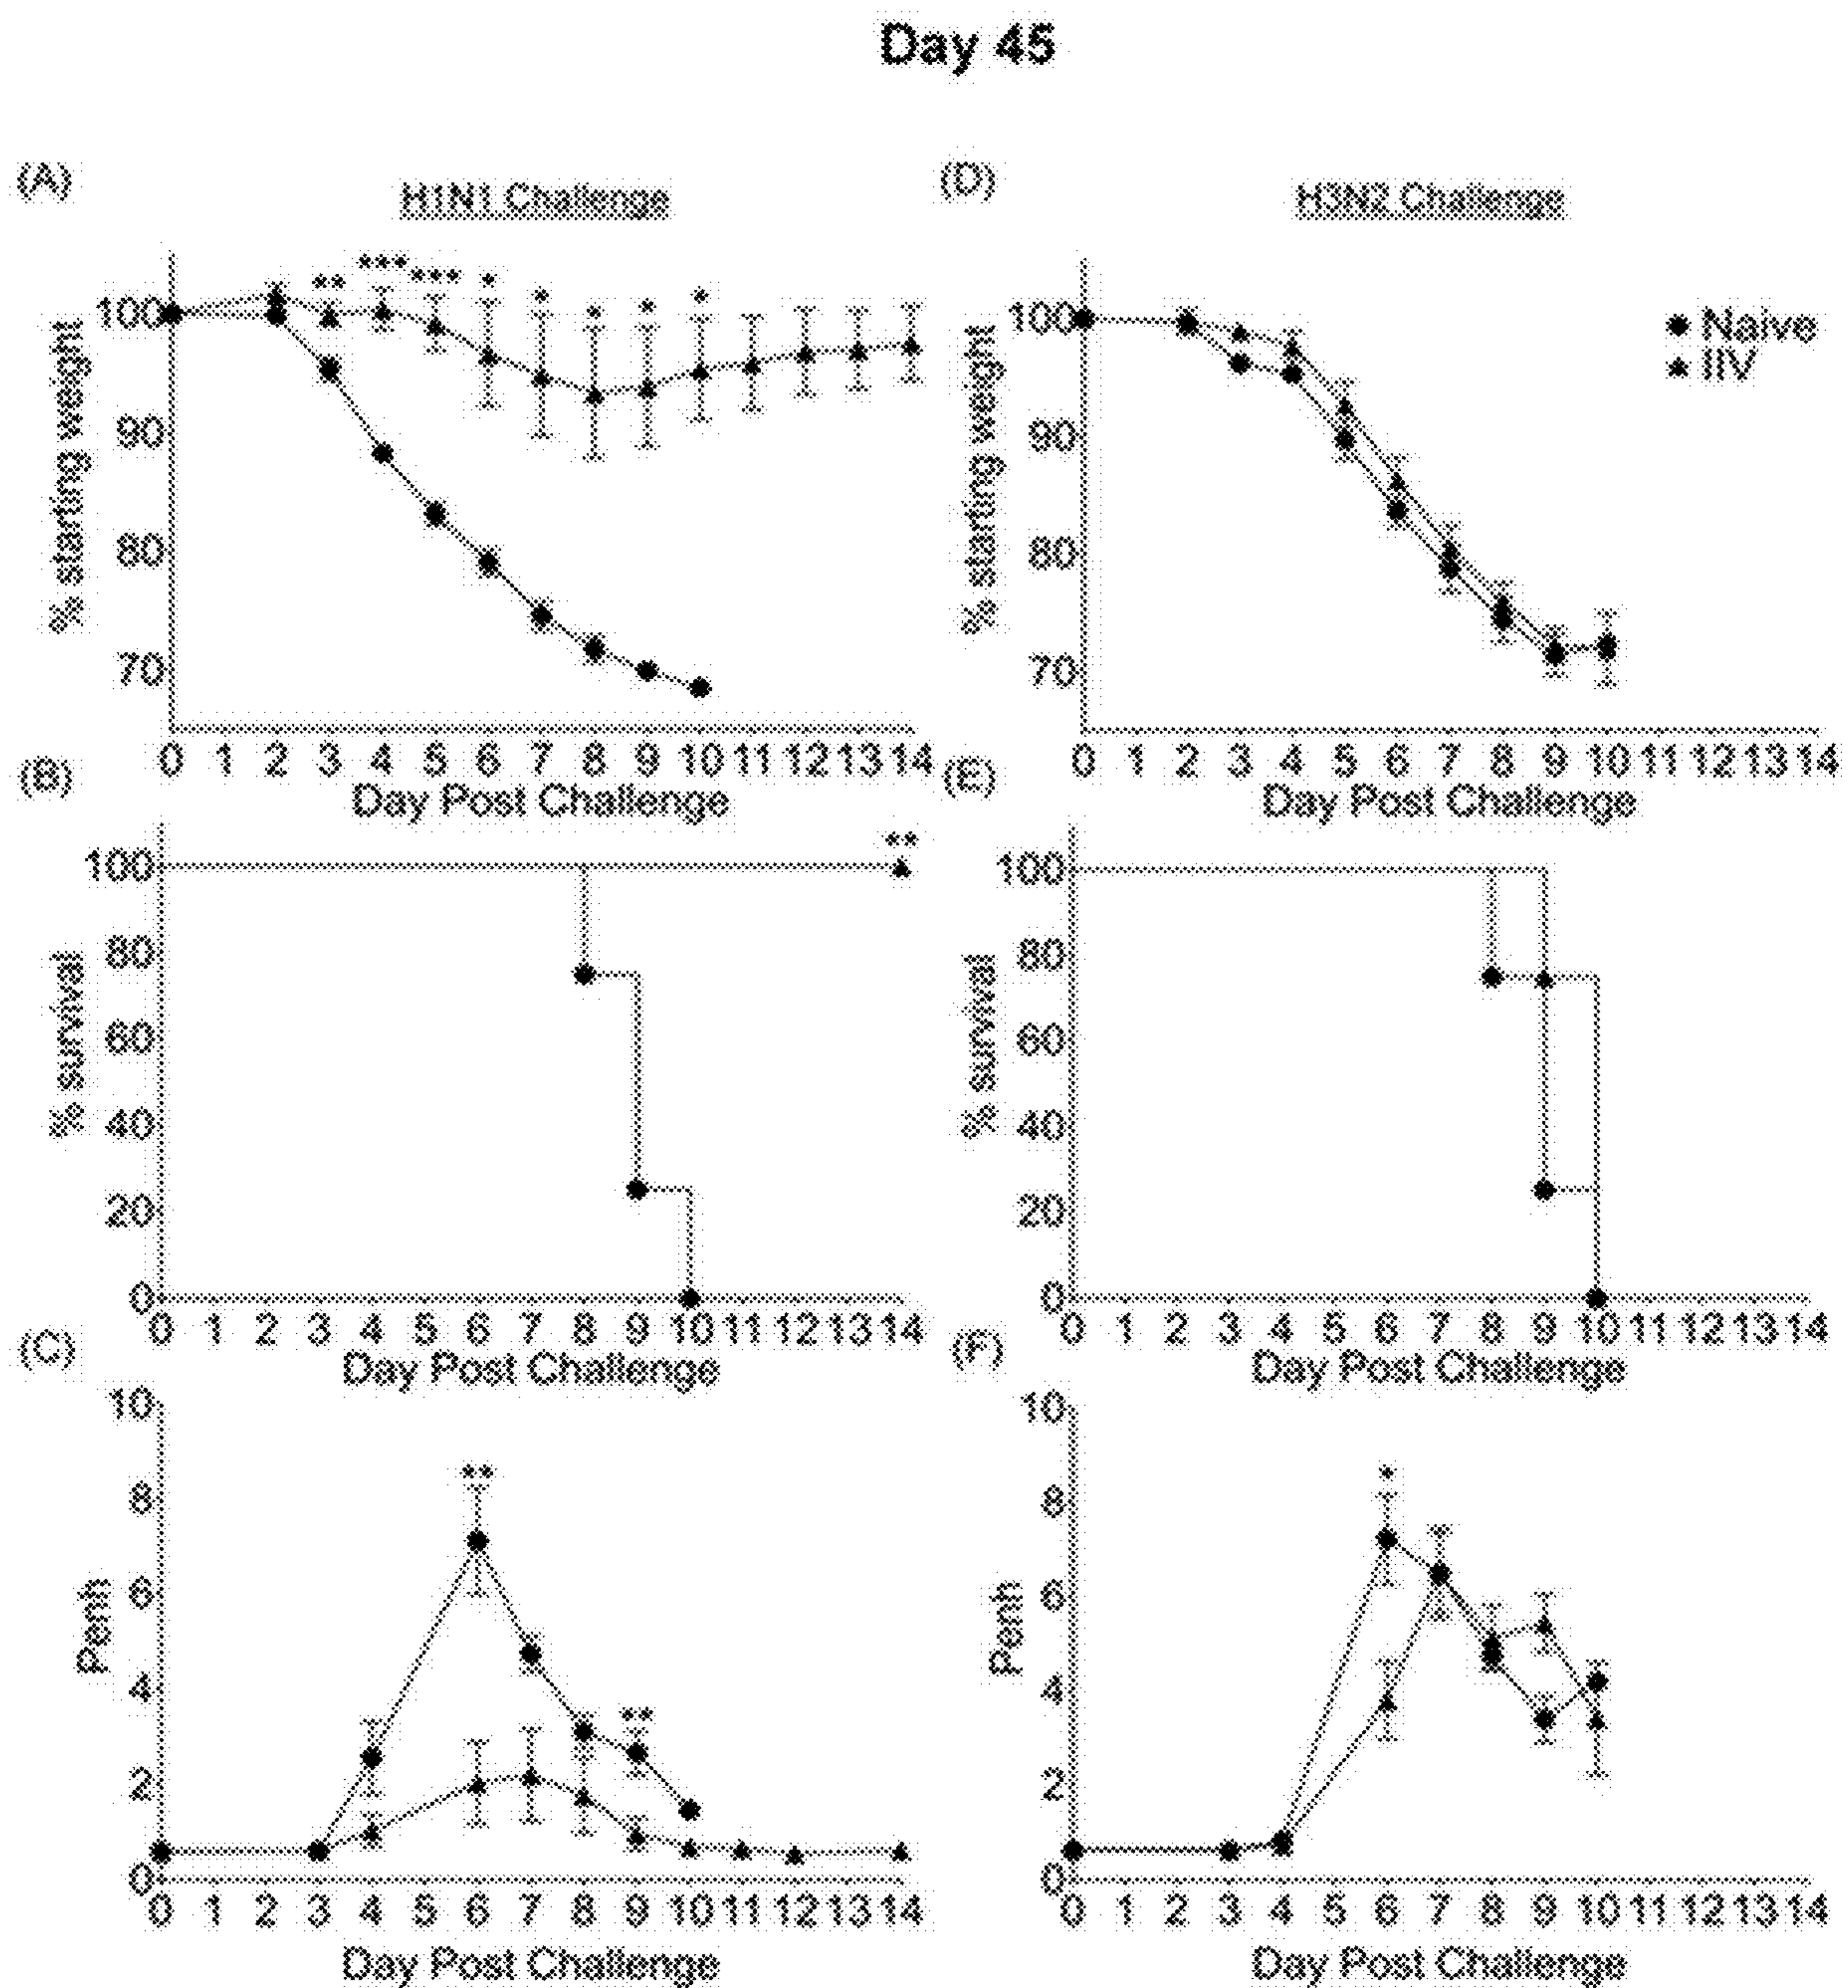 Day 45
(A)
H1N1 Challenge
*** *** ** * * * * *
100
90
80
70
% starting weight
0 1 2 3 4 5 6 7 8 9 10 11 12 13 14
Day Post Challenge
(D)
H3N2 Challenge
Naive
IIV
100
90
80
70
% starting weight
0 1 2 3 4 5 6 7 8 9 10 11 12 13 14
Day Post Challenge
(B)
**
100
80
60
40
20
0
% survival
0 1 2 3 4 5 6 7 8 9 10 11 12 13 14
Day Post Challenge
(E)
100
80
60
40
20
0
% survival
0 1 2 3 4 5 6 7 8 9 10 11 12 13 14
Day Post Challenge
(C)
10
8
6
4
2
0
Penh
** **
0 1 2 3 4 5 6 7 8 9 10 11 12 13 14
Day Post Challenge
(F)
10
8
6
4
2
0
Penh
*
0 1 2 3 4 5 6 7 8 9 10 11 12 13 14
Day Post Challenge